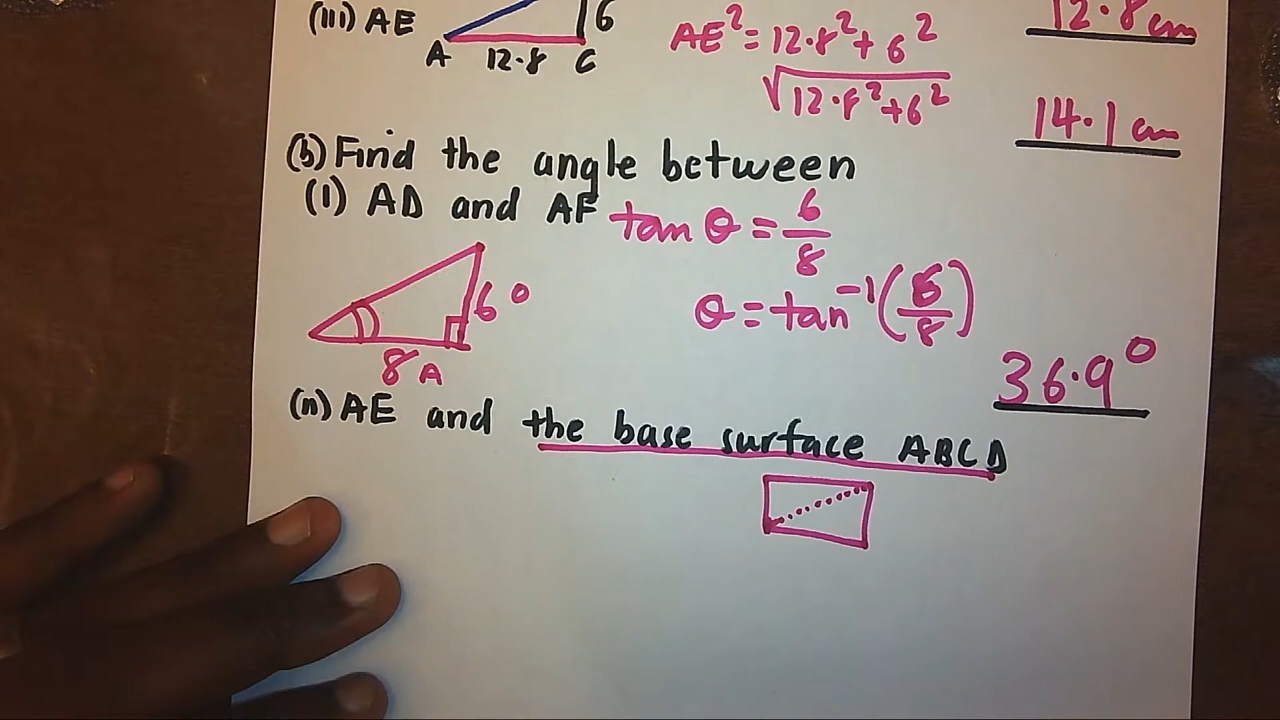 (iii) AE
6
A 12.8 C
AE² = 12.8² + 6²
√12.8²+6²
12.8 cm
14.1 cm
(b) Find the angle between
(i) AD and AF
tan θ = 6/8
6 O
8 A
θ = tan⁻¹(6/8)
36.9°
(ii) AE and the base surface ABCD